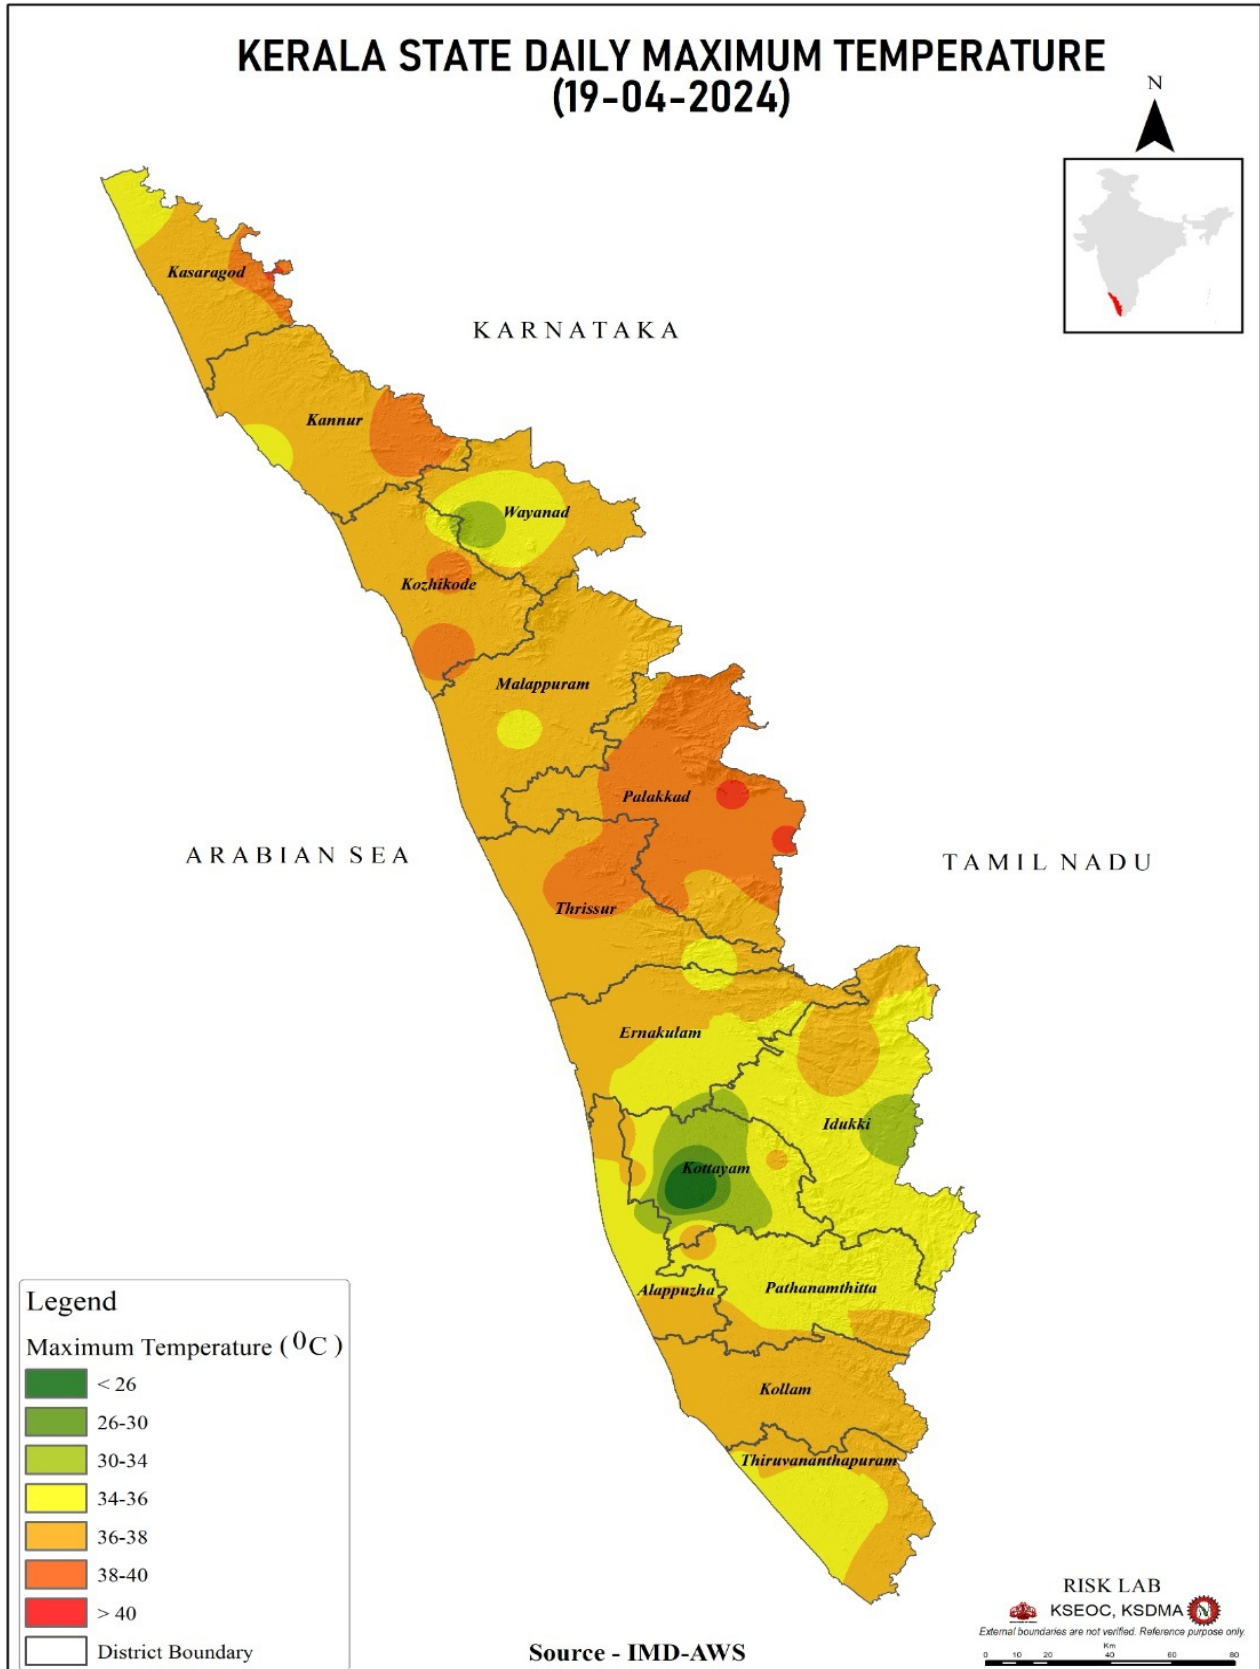 KERALA STATE DAILY MAXIMUM TEMPERATURE
(19-04-2024)
N
Kasaragod
KARNATAKA
Kannur
Wayanad
Kozhikode
Malappuram
Palakkad
ARABIAN SEA
TAMIL NADU
Thrissur
Ernakulam
Idukki
Kottayam
Alappuzha
Pathanamthitta
Kollam
Thiruvananthapuram
Legend
Maximum Temperature (⁰C)
< 26
26-30
30-34
34-36
36-38
38-40
> 40
District Boundary
Source - IMD-AWS
RISK LAB
KSEOC, KSDMA
External boundaries are not verified. Reference purpose only.
Km
0 10 20 40 60 80